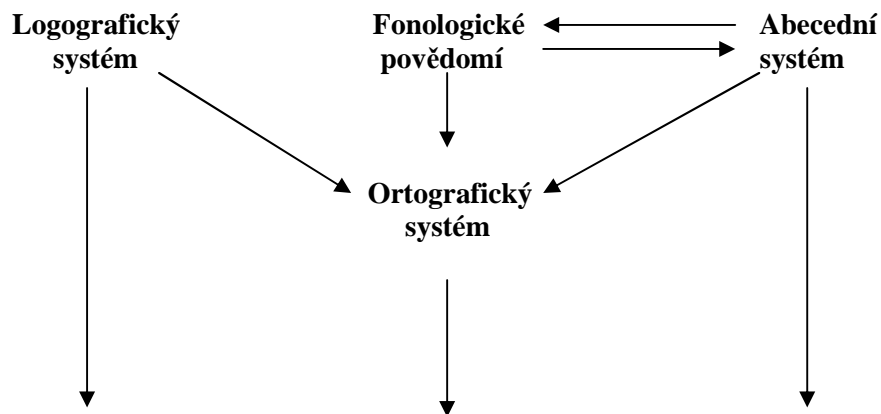 Logografický
systém
Fonologické
povědomí
Abecední
systém
Ortografický
systém